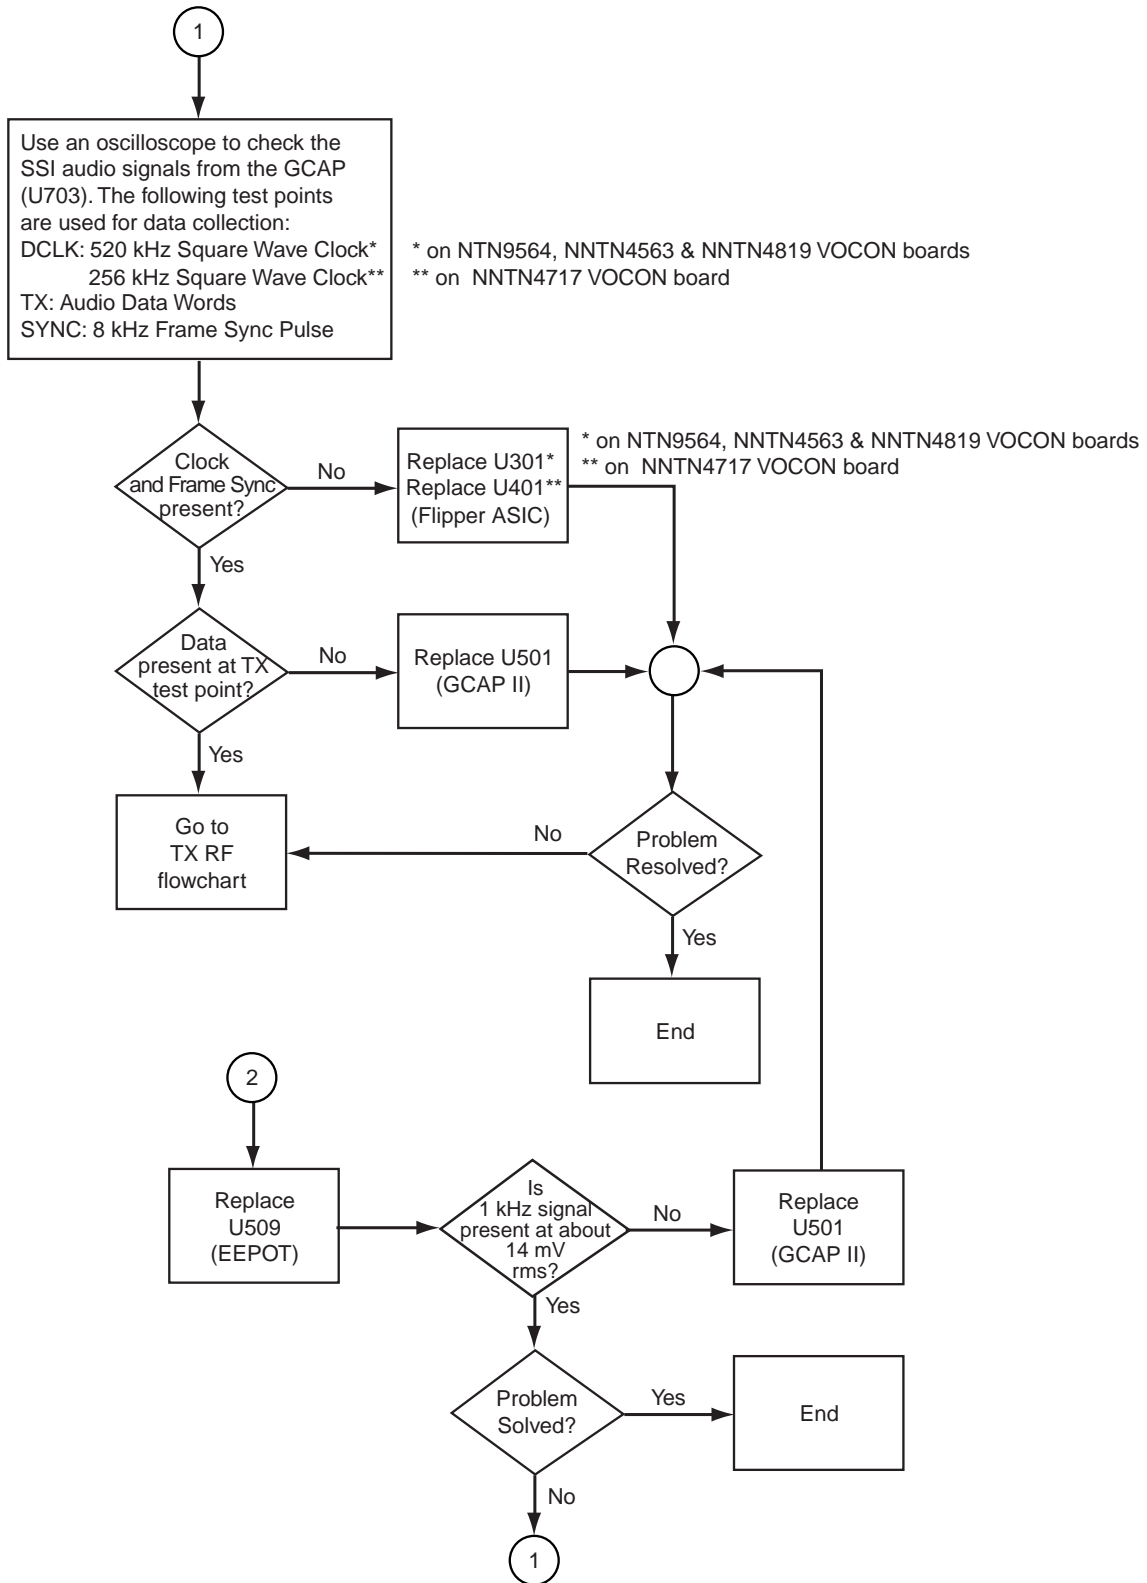 1
Use an oscilloscope to check the
SSI audio signals from the GCAP
(U703). The following test points
are used for data collection:
DCLK: 520 kHz Square Wave Clock*
256 kHz Square Wave Clock**
TX: Audio Data Words
SYNC: 8 kHz Frame Sync Pulse
* on NTN9564, NNTN4563 & NNTN4819 VOCON boards
** on NNTN4717 VOCON board
Clock
and Frame Sync
present?
No
Yes
Replace U301*
Replace U401**
(Flipper ASIC)
* on NTN9564, NNTN4563 & NNTN4819 VOCON boards
** on NNTN4717 VOCON board
Data
present at TX
test point?
No
Yes
Replace U501
(GCAP II)
Go to
TX RF
flowchart
No
Problem
Resolved?
Yes
End
2
Replace
U509
(EEPOT)
Is
1 kHz signal
present at about
14 mV
rms?
No
Yes
Replace
U501
(GCAP II)
Problem
Solved?
Yes
End
No
1